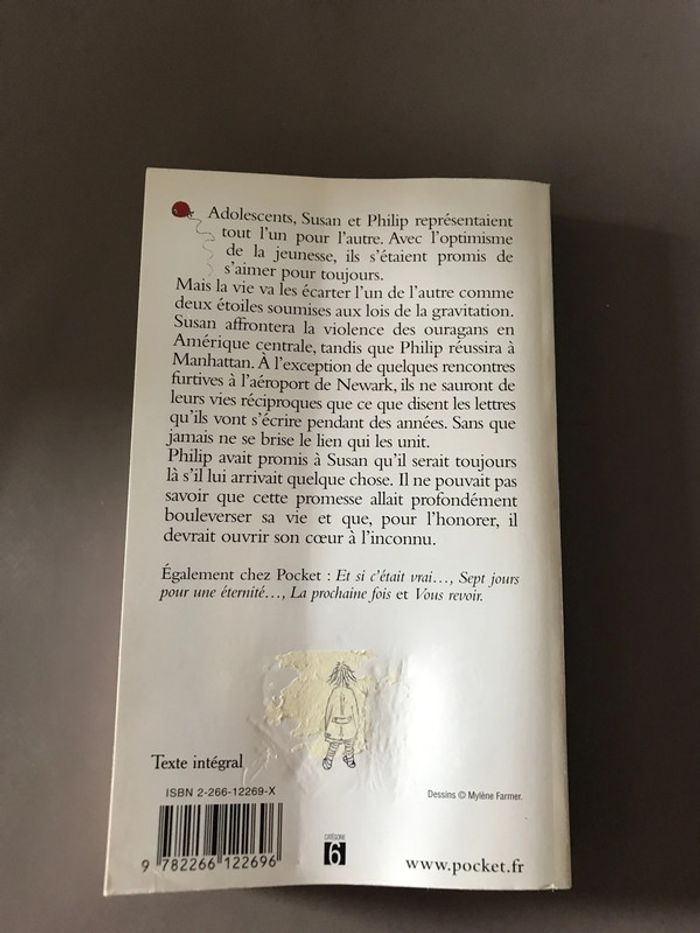 Adolescents, Susan et Philip représentaient
tout l'un pour l'autre. Avec l'optimisme
de la jeunesse, ils s'étaient promis de
s'aimer pour toujours.
Mais la vie va les écarter l'un de l'autre comme
deux étoiles soumises aux lois de la gravitation.
Susan affrontera la violence des ouragans en
Amérique centrale, tandis que Philip réussira à
Manhattan. À l'exception de quelques rencontres
furtives à l'aéroport de Newark, ils ne sauront de
leurs vies réciproques que ce que disent les lettres
qu'ils vont s'écrire pendant des années. Sans que
jamais ne se brise le lien qui les unit.
Philip avait promis à Susan qu'il serait toujours
là s'il lui arrivait quelque chose. Il ne pouvait pas
savoir que cette promesse allait profondément
bouleverser sa vie et que, pour l'honorer, il
devrait ouvrir son cœur à l'inconnu.
Également chez Pocket : Et si c'était vrai…, Sept jours
pour une éternité…, La prochaine fois et Vous revoir.
Texte intégral
ISBN 2-266-12269-X
Dessins © Mylène Farmer.
9 782266 122696
CATÉGORIE
6
www.pocket.fr